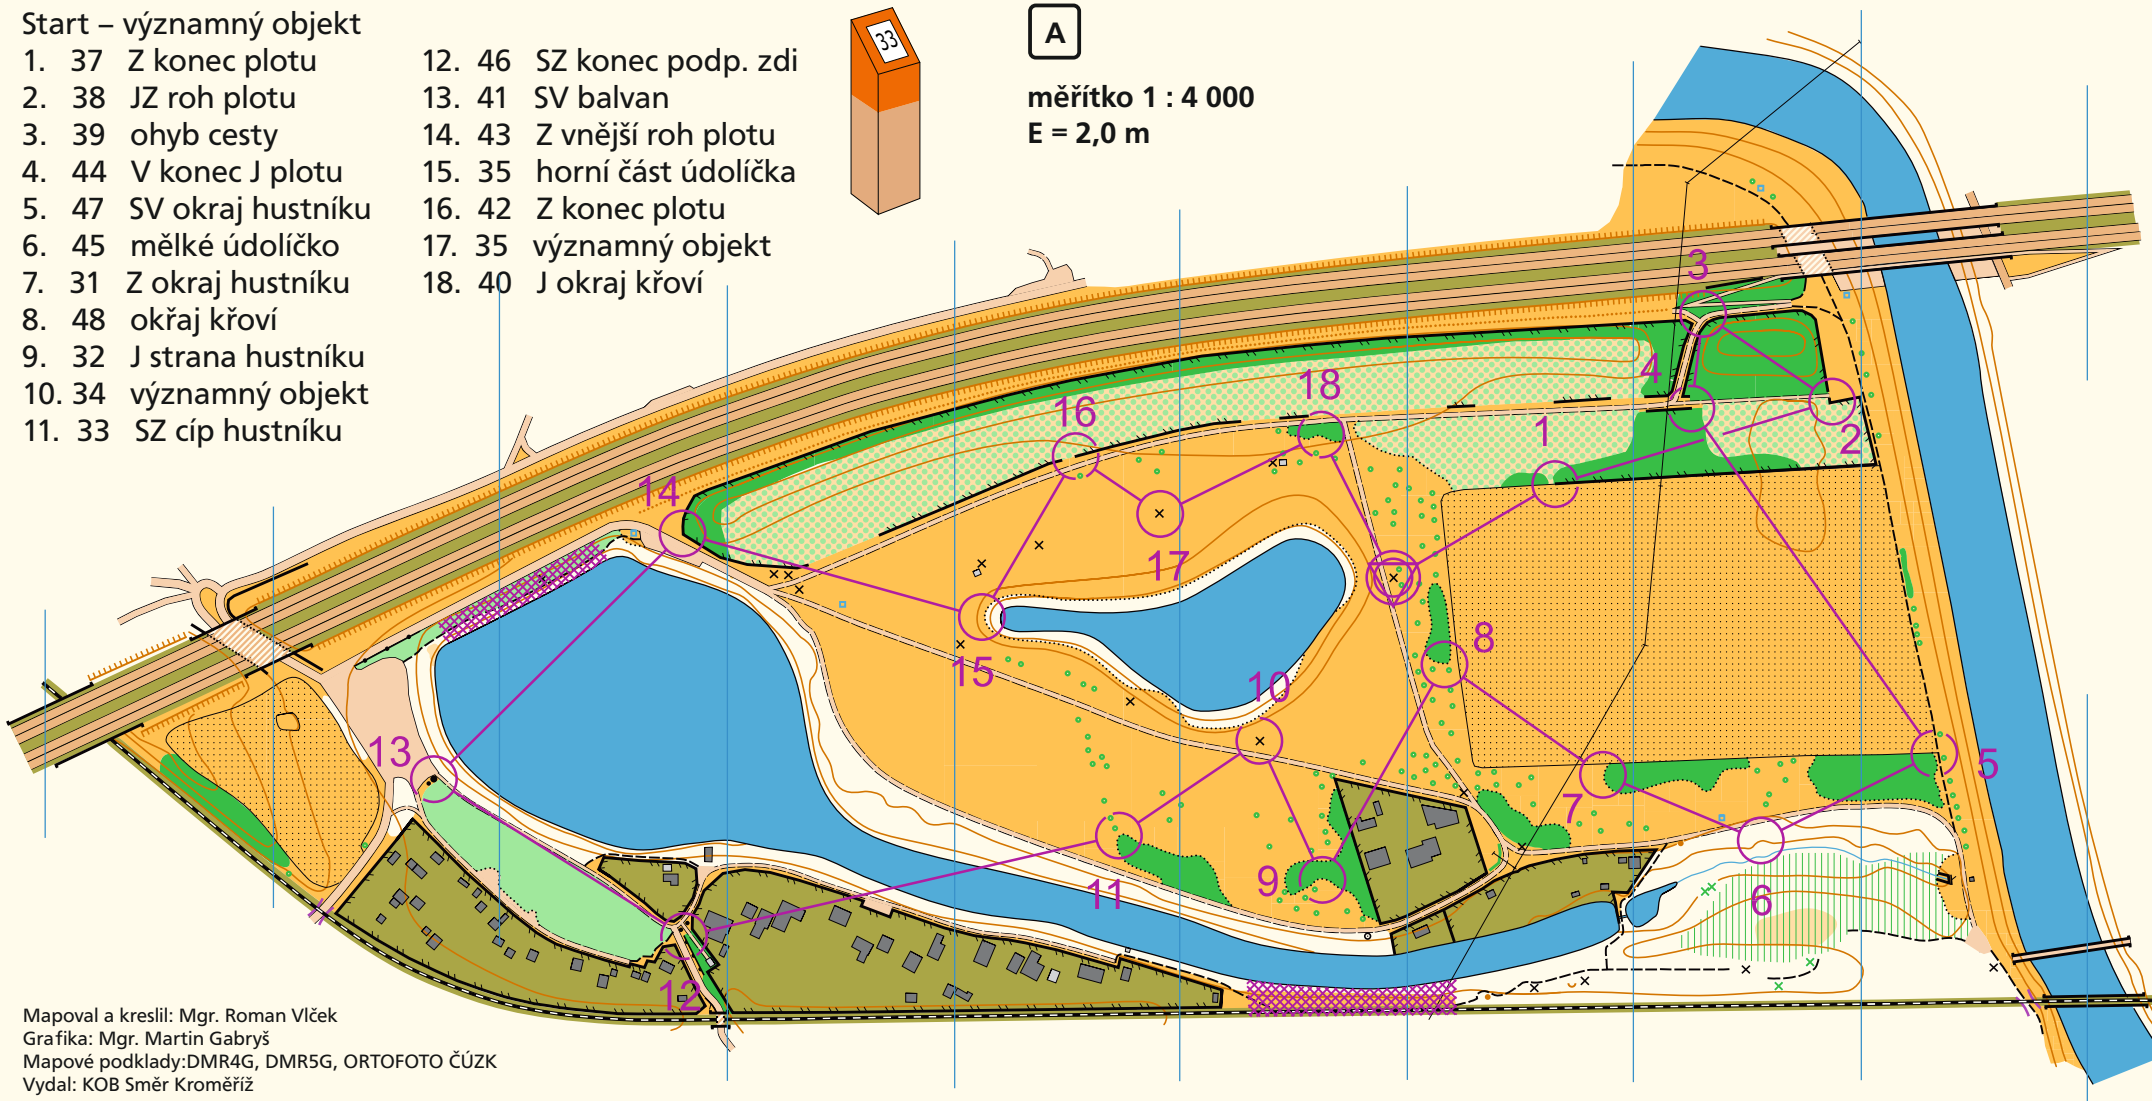 Start – významný objekt
1. 37 Z konec plotu
2. 38 JZ roh plotu
3. 39 ohyb cesty
4. 44 V konec J plotu
5. 47 SV okraj hustníku
6. 45 mělké údolíčko
7. 31 Z okraj hustníku
8. 48 okřaj křoví
9. 32 J strana hustníku
10. 34 významný objekt
11. 33 SZ cíp hustníku
12. 46 SZ konec podp. zdi
13. 41 SV balvan
14. 43 Z vnější roh plotu
15. 35 horní část údolíčka
16. 42 Z konec plotu
17. 35 významný objekt
18. 40 J okraj křoví
33
A
měřítko 1 : 4 000
E = 2,0 m
3
4
18
16
1
2
14
17
8
15
10
13
5
7
9
11
6
12
Mapoval a kreslil: Mgr. Roman Vlček
Grafika: Mgr. Martin Gabryš
Mapové podklady:DMR4G, DMR5G, ORTOFOTO ČÚZK
Vydal: KOB Směr Kroměříž